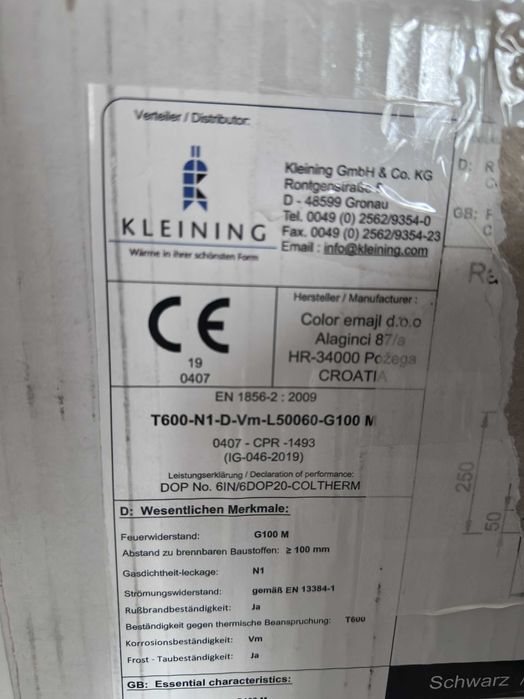 Verteiler / Distributor:
KLEINING
Wärme in ihrer schönsten Form
Kleining GmbH & Co. KG
Rontgenstraße
D - 48599 Gronau
Tel. 0049 (0) 2562/9354-0
Fax. 0049 (0) 2562/9354-23
Email : info@kleining.com
D: R
GB:
CE
19
0407
Hersteller / Manufacturer :
Color emajl d.o.o
Alaginci 87/a
HR-34000 Požega
CROATIA
EN 1856-2 : 2009
T600-N1-D-Vm-L50060-G100 M
0407 - CPR -1493
(IG-046-2019)
Leistungserklärung / Declaration of performance:
DOP No. 6IN/6DOP20-COLTHERM
D: Wesentlichen Merkmale:
Feuerwiderstand: G100 M
Abstand zu brennbaren Baustoffen: ≥ 100 mm
Gasdichtheit-leckage: N1
Strömungswiderstand: gemäß EN 13384-1
Rußbrandbeständigkeit: Ja
Beständigkeit gegen thermische Beanspruchung: T600
Korrosionsbeständigkeit: Vm
Frost - Taubeständigkeit: Ja
GB: Essential characteristics:
250
50
Schwarz